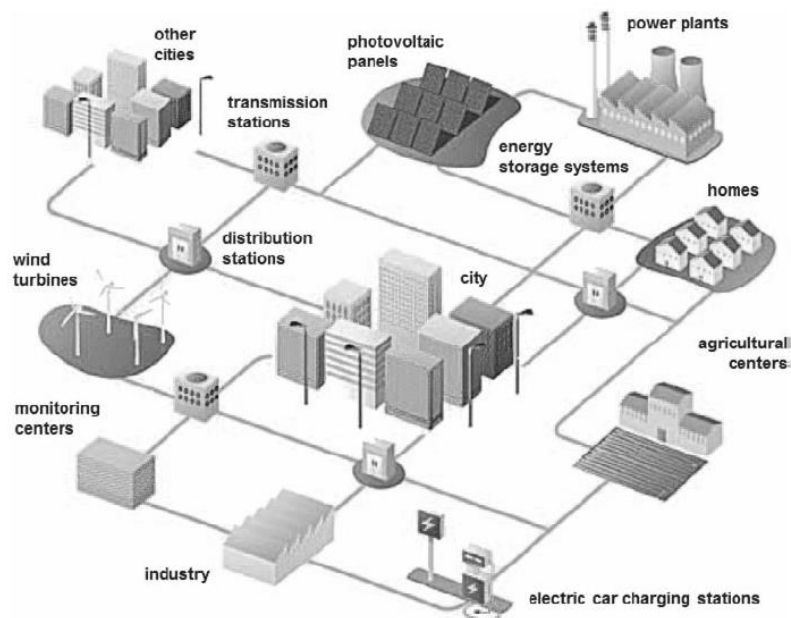 other
cities
photovoltaic
panels
power plants
transmission
stations
energy
storage systems
homes
distribution
stations
wind
turbines
city
agricultural
centers
monitoring
centers
industry
electric car charging stations